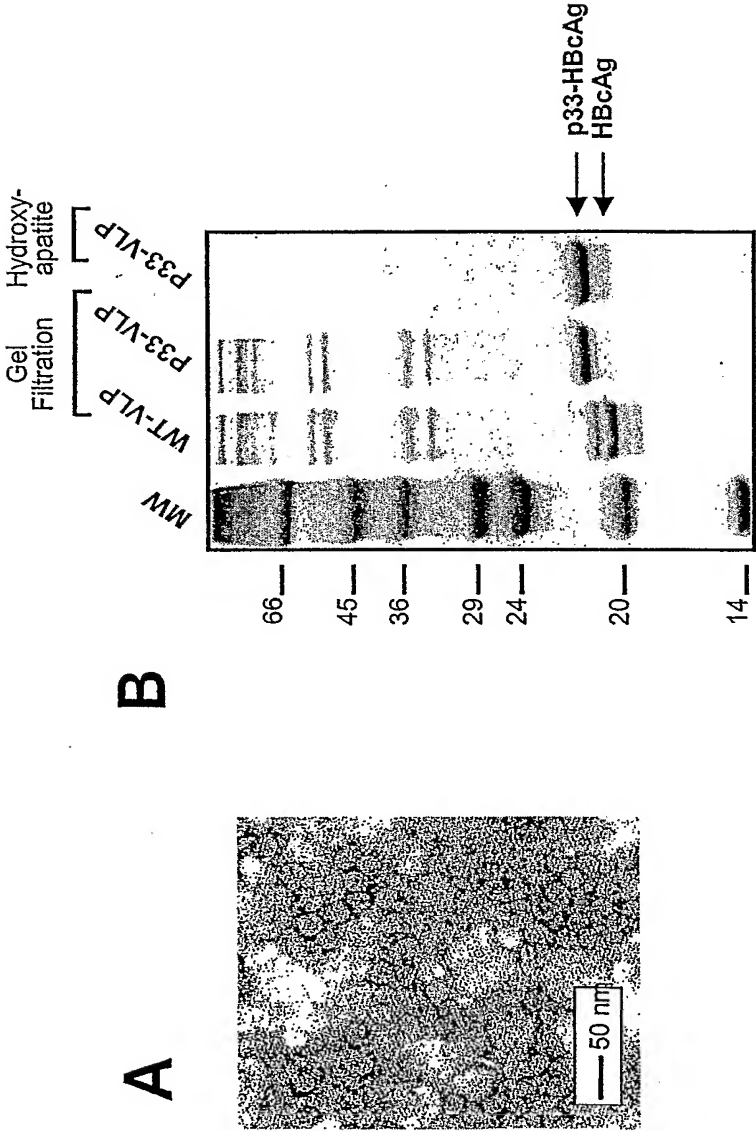 A
50 nm
B
Gel
Filtration
Hydroxy-
apatite
MW
WT-VLP
P33-VLP
P33-VLP
66
45
36
29
24
20
14
p33-HBcAg
HBcAg